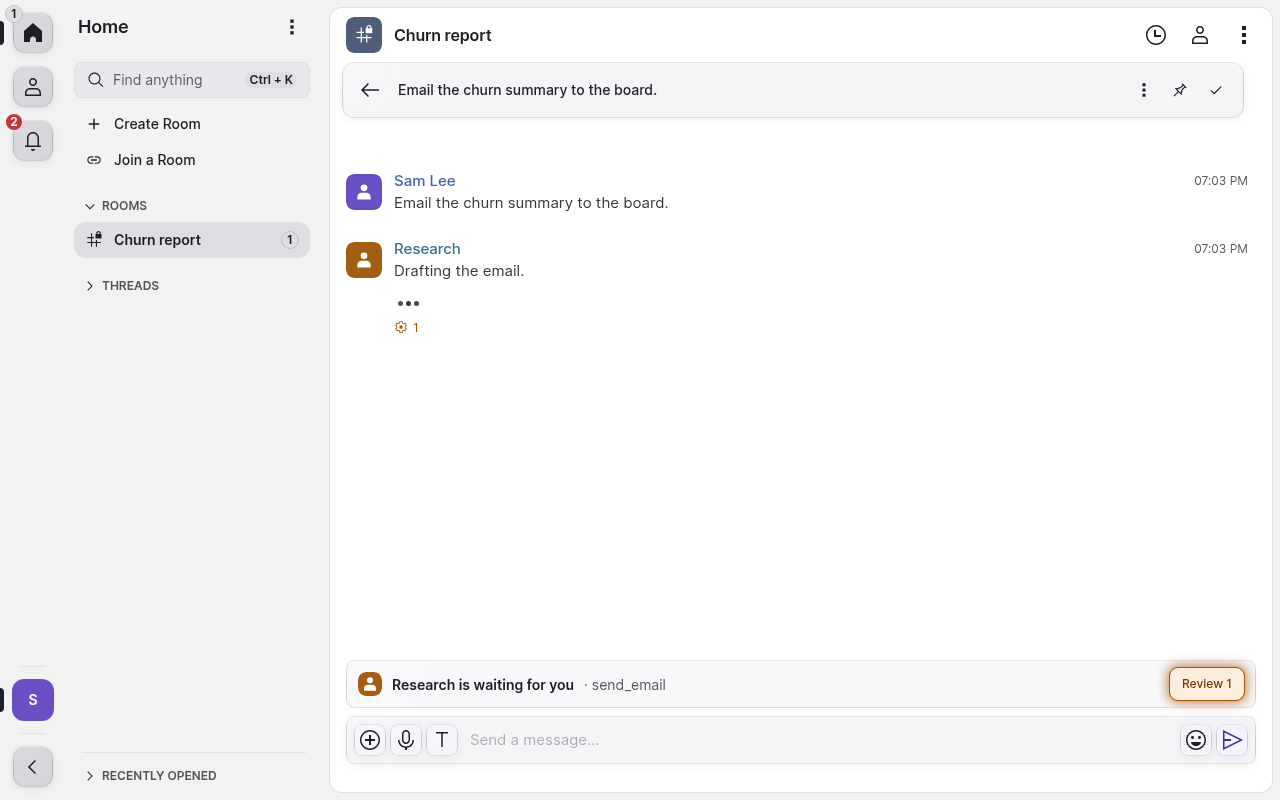 1
Home
Find anything
Ctrl + K
2
Create Room
Join a Room
ROOMS
Churn report
1
THREADS
S
RECENTLY OPENED
Churn report
Email the churn summary to the board.
Sam Lee
07:03 PM
Email the churn summary to the board.
Research
07:03 PM
Drafting the email.
1
Research is waiting for you · send_email
Review 1
T
Send a message...